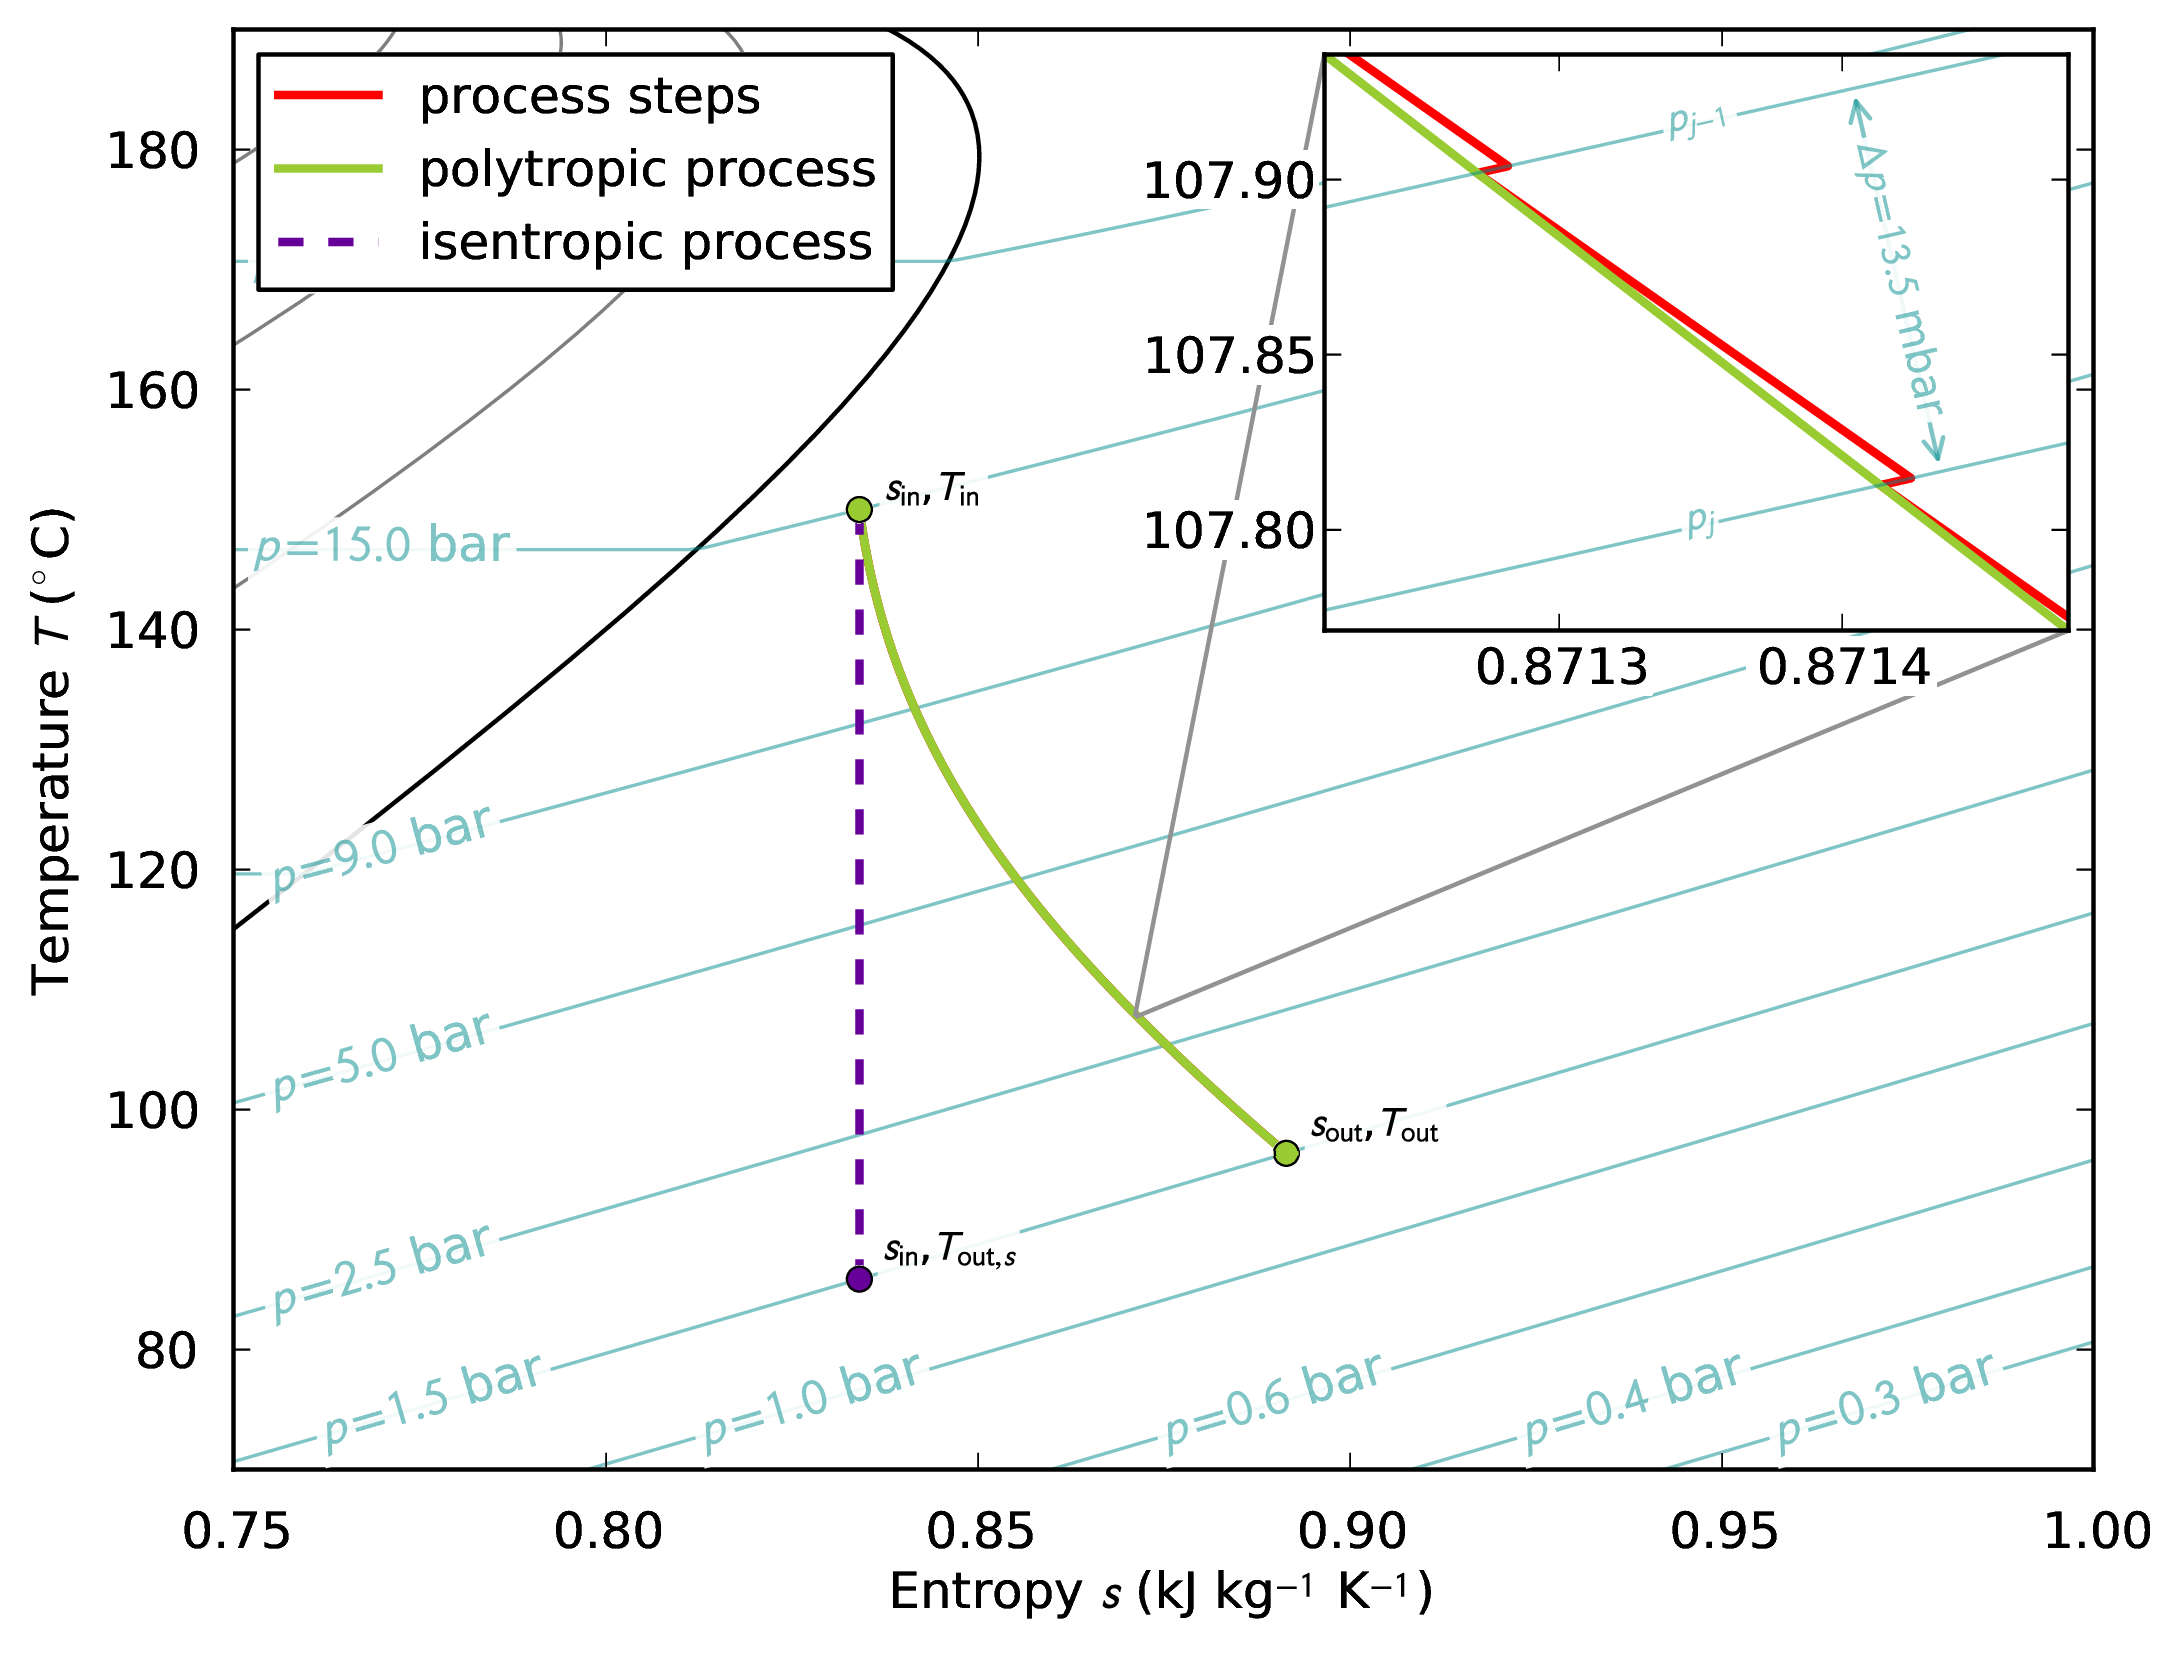 process steps
polytropic process
isentropic process
180
160
140
120
100
80
Temperature T (°C)
0.75
0.80
0.85
0.90
0.95
1.00
Entropy s (kJ kg⁻¹ K⁻¹)
p=15.0 bar
p=9.0 bar
p=5.0 bar
p=2.5 bar
p=1.5 bar
p=1.0 bar
p=0.6 bar
p=0.4 bar
p=0.3 bar
s_in, T_in
s_out, T_out
s_in, T_out,s
107.90
107.85
107.80
0.8713
0.8714
p_j−1
p_j
Δp=13.5 mbar